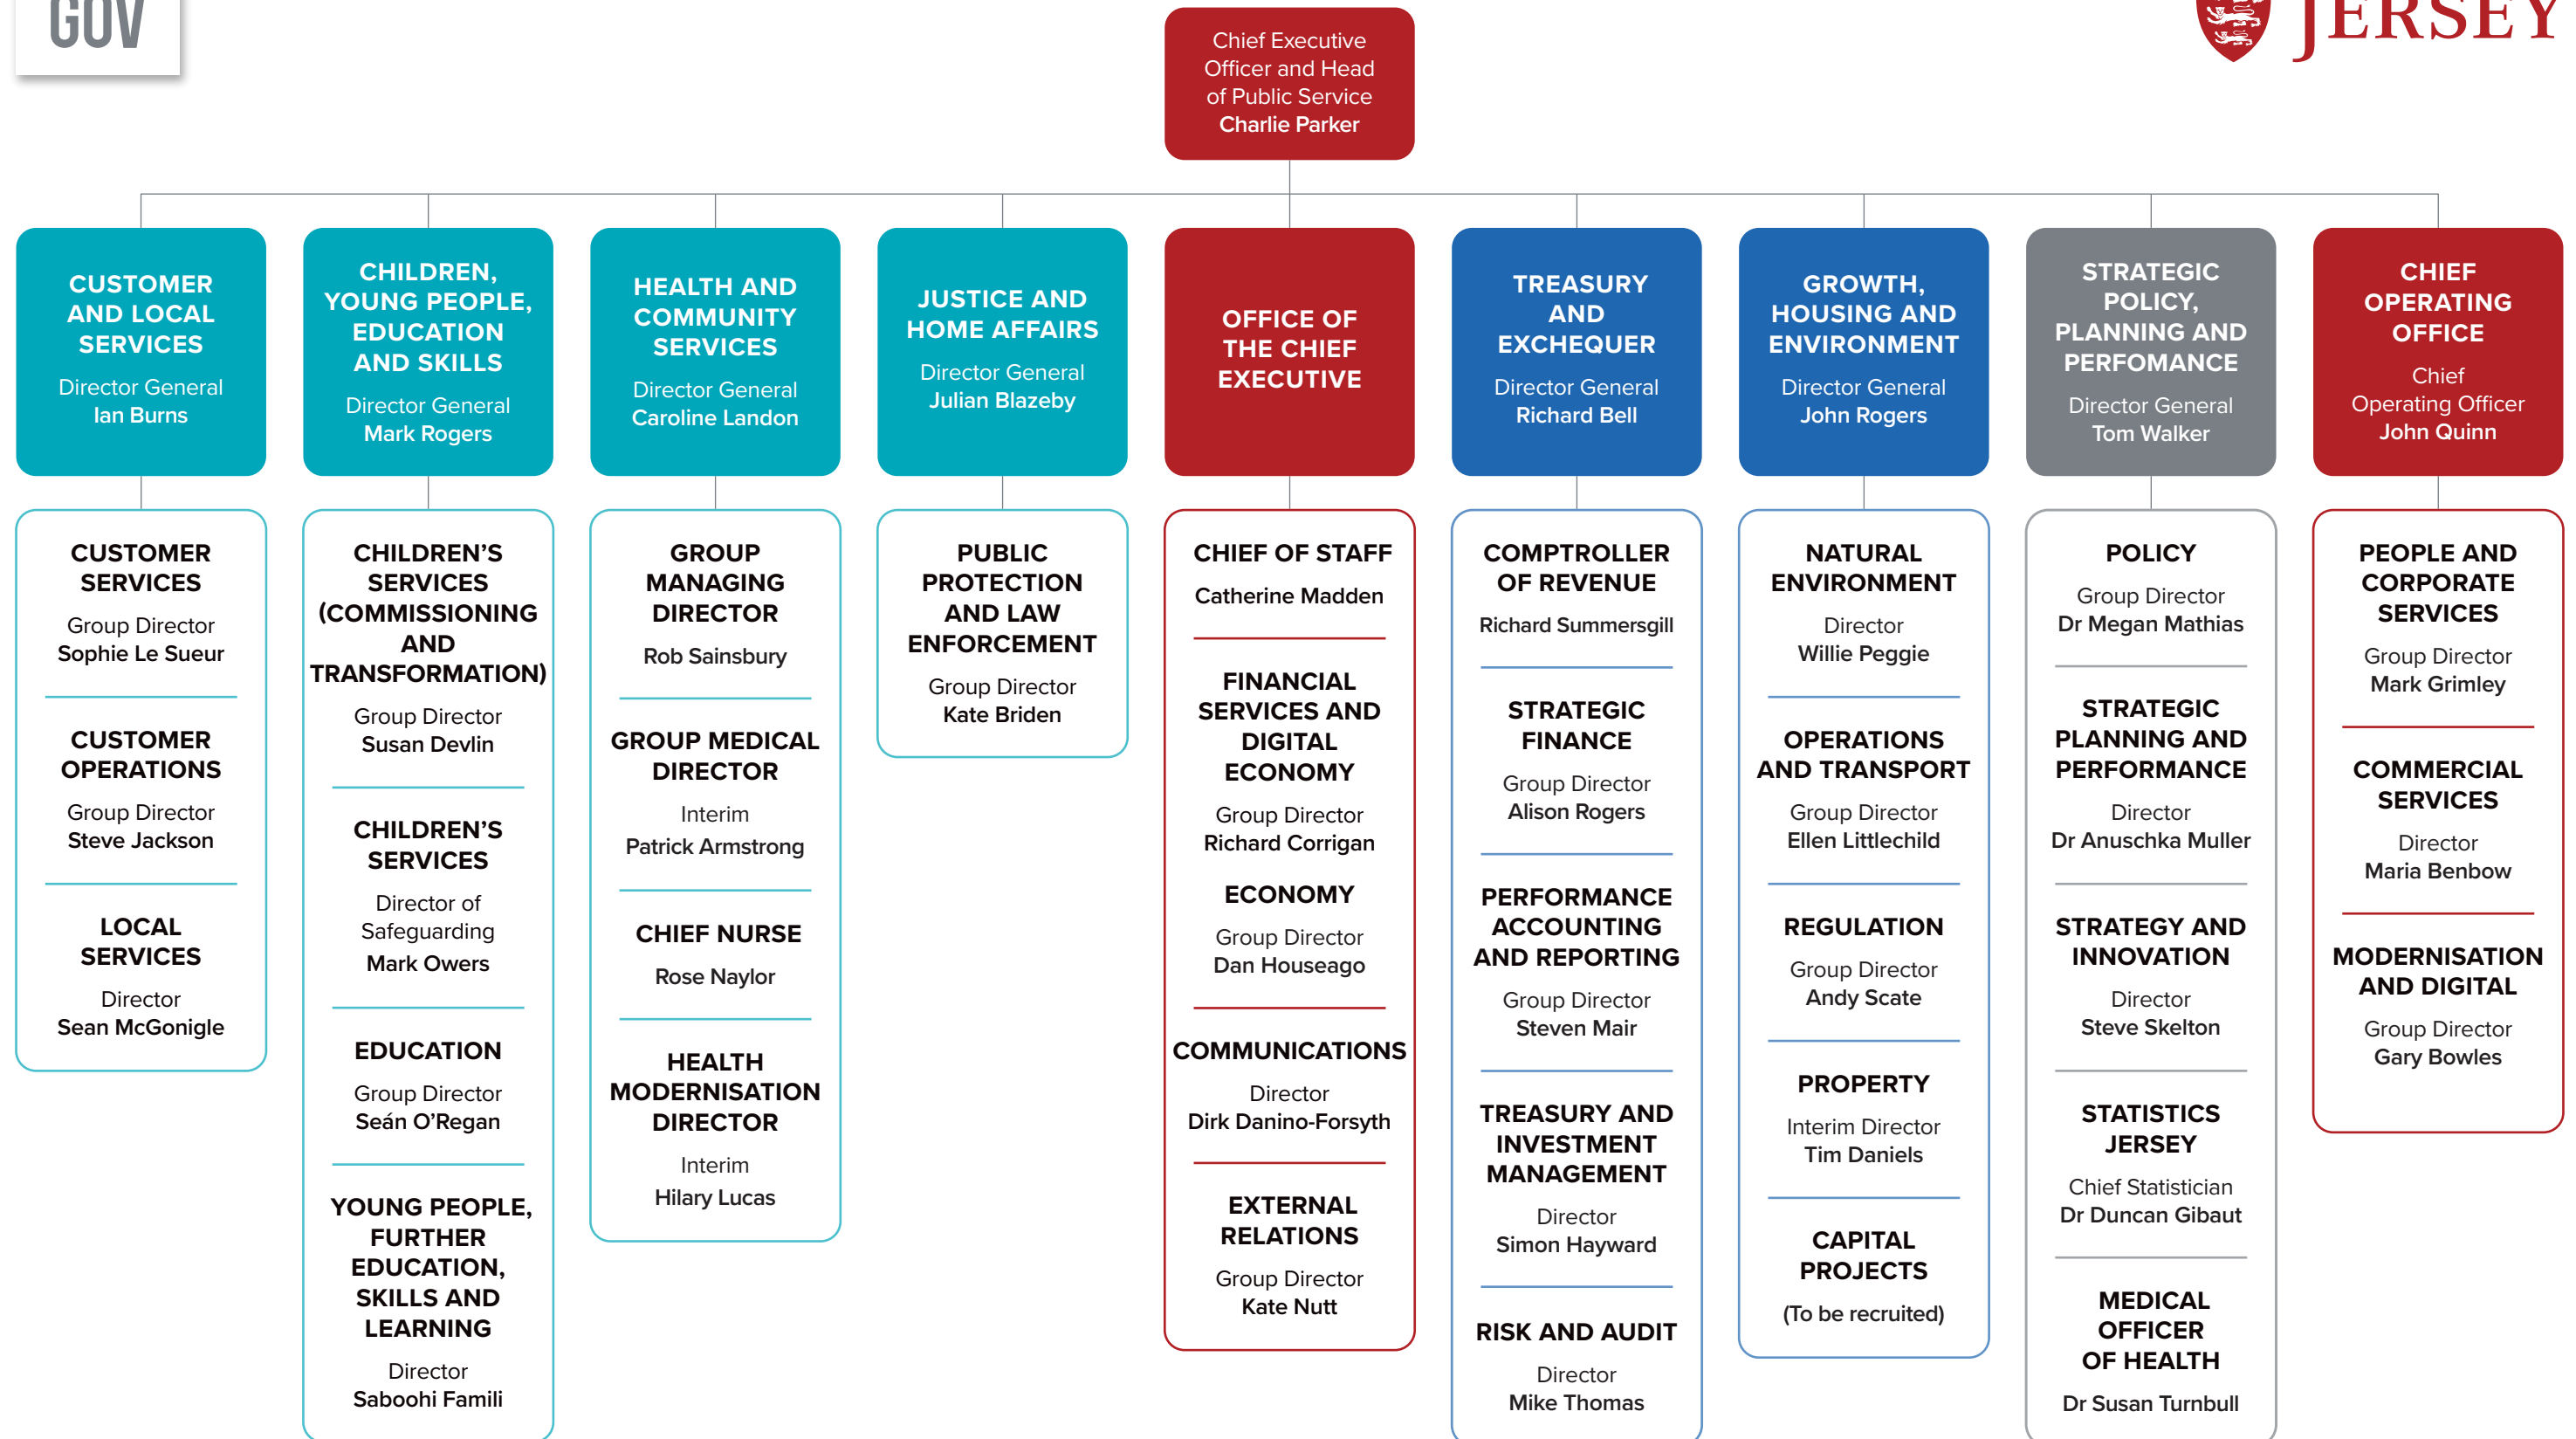 GOV
JERSEY
Chief Executive
Officer and Head
of Public Service
Charlie Parker
CUSTOMER
AND LOCAL
SERVICES
Director General
Ian Burns
CHILDREN,
YOUNG PEOPLE,
EDUCATION
AND SKILLS
Director General
Mark Rogers
HEALTH AND
COMMUNITY
SERVICES
Director General
Caroline Landon
JUSTICE AND
HOME AFFAIRS
Director General
Julian Blazeby
OFFICE OF
THE CHIEF
EXECUTIVE
TREASURY
AND
EXCHEQUER
Director General
Richard Bell
GROWTH,
HOUSING AND
ENVIRONMENT
Director General
John Rogers
STRATEGIC
POLICY,
PLANNING AND
PERFOMANCE
Director General
Tom Walker
CHIEF
OPERATING
OFFICE
Chief
Operating Officer
John Quinn
CUSTOMER
SERVICES
Group Director
Sophie Le Sueur
CUSTOMER
OPERATIONS
Group Director
Steve Jackson
LOCAL
SERVICES
Director
Sean McGonigle
CHILDREN’S
SERVICES
(COMMISSIONING
AND
TRANSFORMATION)
Group Director
Susan Devlin
CHILDREN’S
SERVICES
Director of
Safeguarding
Mark Owers
EDUCATION
Group Director
Seán O’Regan
YOUNG PEOPLE,
FURTHER
EDUCATION,
SKILLS AND
LEARNING
Director
Saboohi Famili
GROUP
MANAGING
DIRECTOR
Rob Sainsbury
GROUP MEDICAL
DIRECTOR
Interim
Patrick Armstrong
CHIEF NURSE
Rose Naylor
HEALTH
MODERNISATION
DIRECTOR
Interim
Hilary Lucas
PUBLIC
PROTECTION
AND LAW
ENFORCEMENT
Group Director
Kate Briden
CHIEF OF STAFF
Catherine Madden
FINANCIAL
SERVICES AND
DIGITAL
ECONOMY
Group Director
Richard Corrigan
ECONOMY
Group Director
Dan Houseago
COMMUNICATIONS
Director
Dirk Danino-Forsyth
EXTERNAL
RELATIONS
Group Director
Kate Nutt
COMPTROLLER
OF REVENUE
Richard Summersgill
STRATEGIC
FINANCE
Group Director
Alison Rogers
PERFORMANCE
ACCOUNTING
AND REPORTING
Group Director
Steven Mair
TREASURY AND
INVESTMENT
MANAGEMENT
Director
Simon Hayward
RISK AND AUDIT
Director
Mike Thomas
NATURAL
ENVIRONMENT
Director
Willie Peggie
OPERATIONS
AND TRANSPORT
Group Director
Ellen Littlechild
REGULATION
Group Director
Andy Scate
PROPERTY
Interim Director
Tim Daniels
CAPITAL
PROJECTS
(To be recruited)
POLICY
Group Director
Dr Megan Mathias
STRATEGIC
PLANNING AND
PERFORMANCE
Director
Dr Anuschka Muller
STRATEGY AND
INNOVATION
Director
Steve Skelton
STATISTICS
JERSEY
Chief Statistician
Dr Duncan Gibaut
MEDICAL
OFFICER
OF HEALTH
Dr Susan Turnbull
PEOPLE AND
CORPORATE
SERVICES
Group Director
Mark Grimley
COMMERCIAL
SERVICES
Director
Maria Benbow
MODERNISATION
AND DIGITAL
Group Director
Gary Bowles